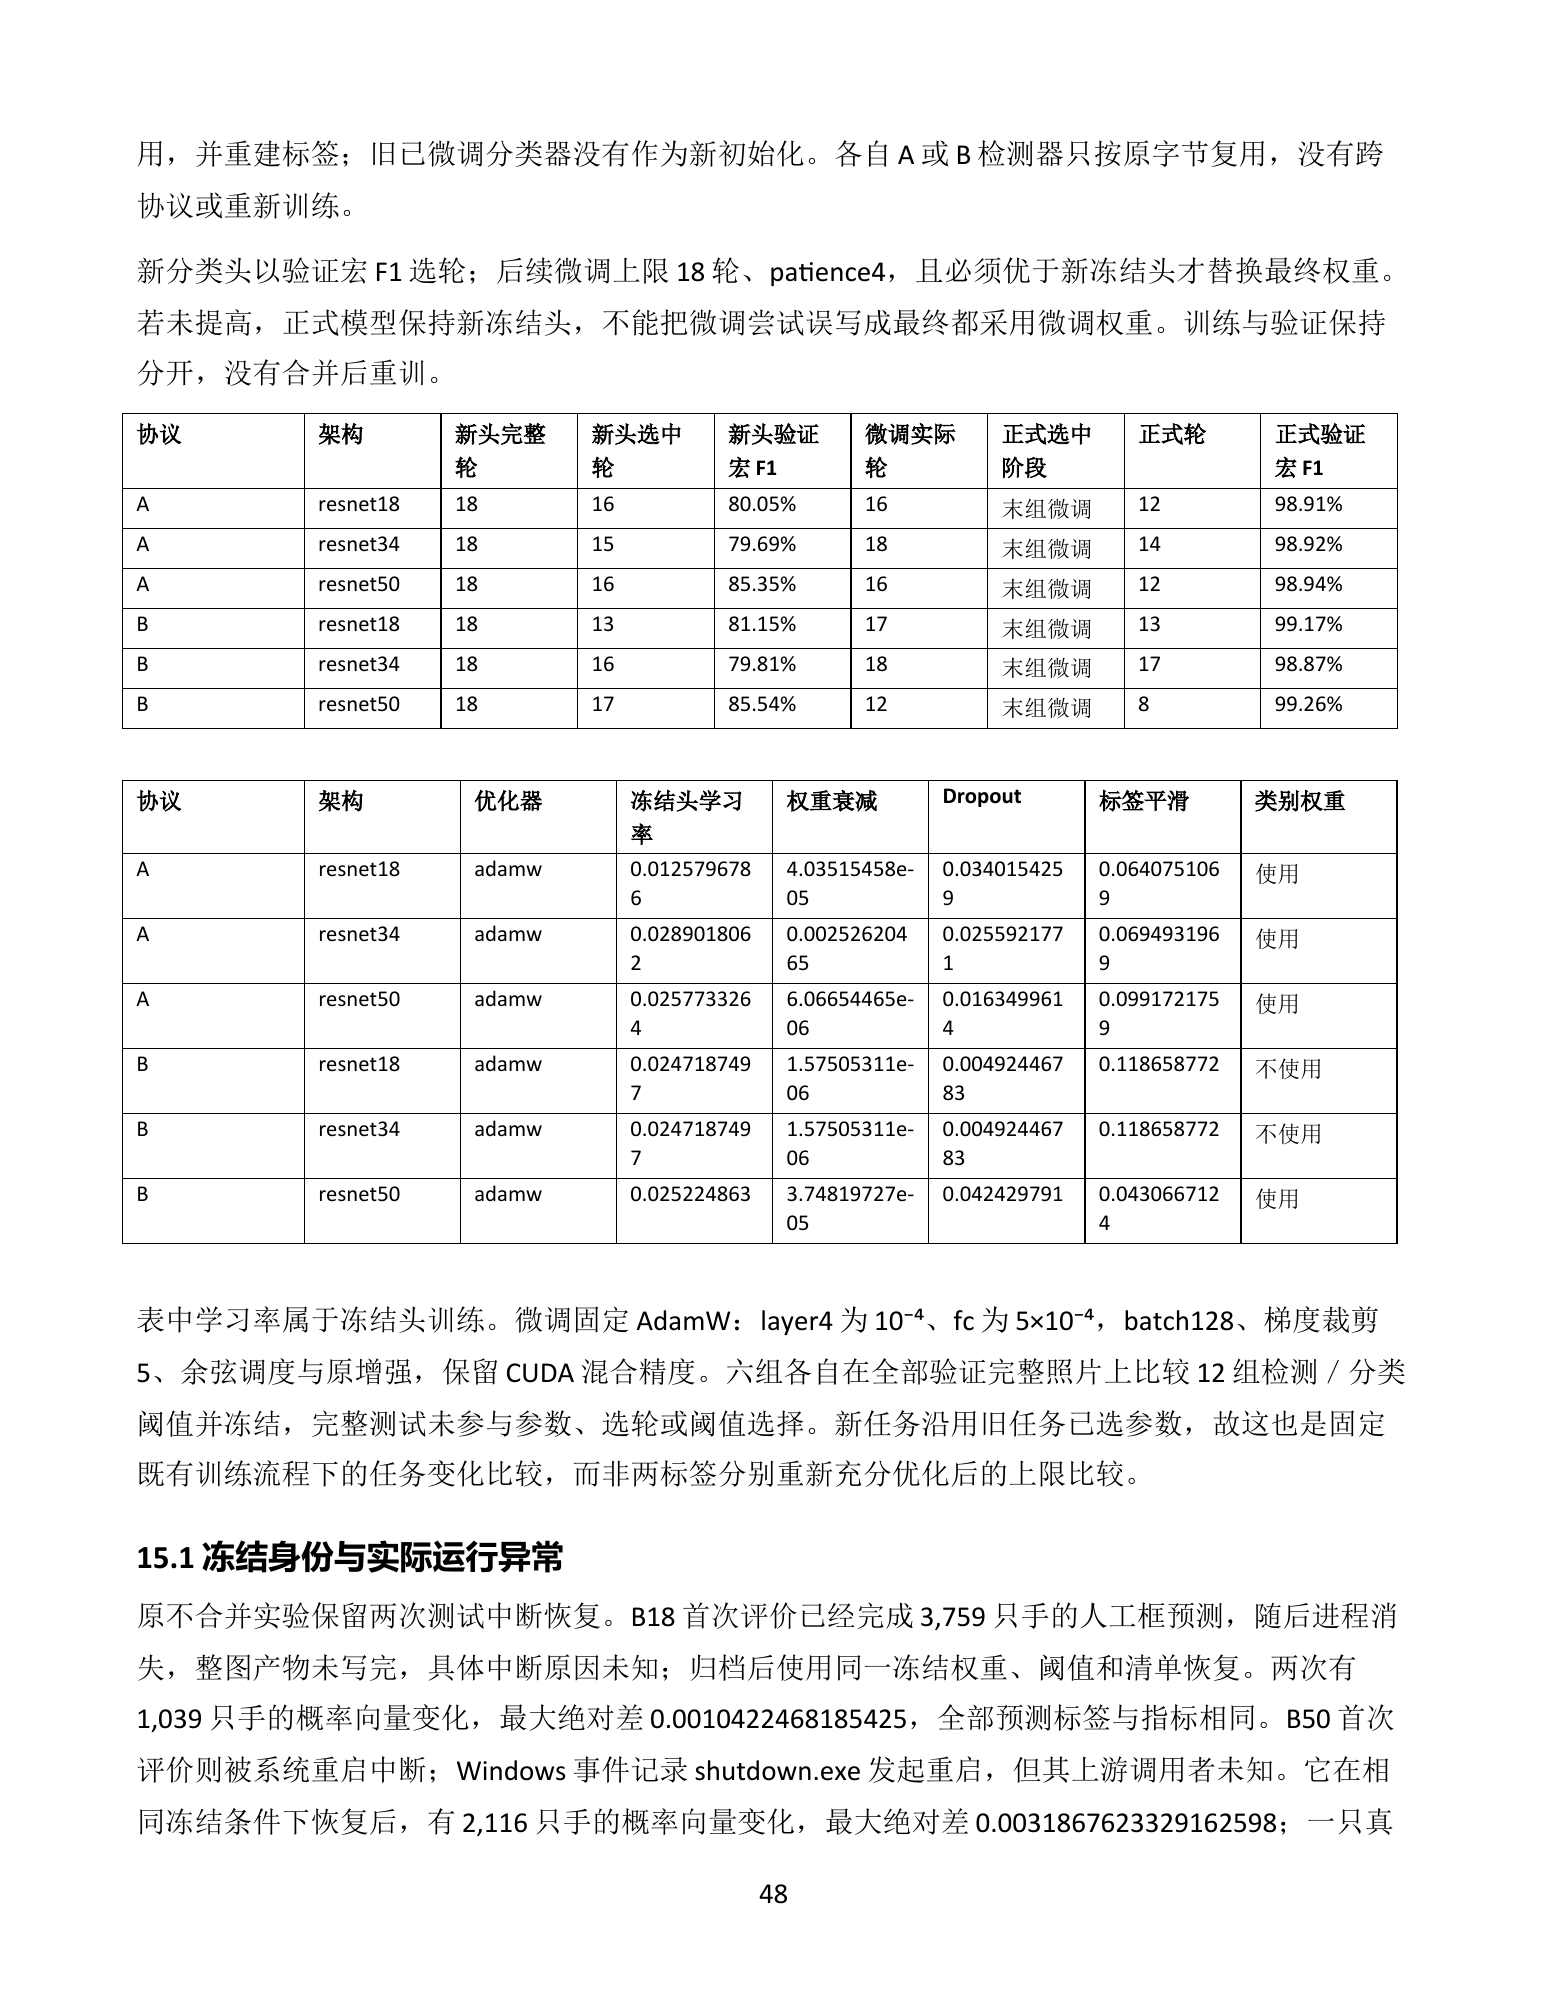 用，并重建标签；旧已微调分类器没有作为新初始化。各自 A 或 B 检测器只按原字节复用，没有跨
协议或重新训练。
新分类头以验证宏 F1 选轮；后续微调上限 18 轮、patience4，且必须优于新冻结头才替换最终权重。
若未提高，正式模型保持新冻结头，不能把微调尝试误写成最终都采用微调权重。训练与验证保持
分开，没有合并后重训。
协议 架构 新头完整轮 新头选中轮 新头验证宏 F1 微调实际轮 正式选中阶段 正式轮 正式验证宏 F1
A resnet18 18 16 80.05% 16 末组微调 12 98.91%
A resnet34 18 15 79.69% 18 末组微调 14 98.92%
A resnet50 18 16 85.35% 16 末组微调 12 98.94%
B resnet18 18 13 81.15% 17 末组微调 13 99.17%
B resnet34 18 16 79.81% 18 末组微调 17 98.87%
B resnet50 18 17 85.54% 12 末组微调 8 99.26%
协议 架构 优化器 冻结头学习率 权重衰减 Dropout 标签平滑 类别权重
A resnet18 adamw 0.0125796786 4.03515458e-05 0.0340154259 0.0640751069 使用
A resnet34 adamw 0.0289018062 0.00252620465 0.0255921771 0.0694931969 使用
A resnet50 adamw 0.0257733264 6.06654465e-06 0.0163499614 0.0991721759 使用
B resnet18 adamw 0.0247187497 1.57505311e-06 0.00492446783 0.118658772 不使用
B resnet34 adamw 0.0247187497 1.57505311e-06 0.00492446783 0.118658772 不使用
B resnet50 adamw 0.025224863 3.74819727e-05 0.042429791 0.0430667124 使用
表中学习率属于冻结头训练。微调固定 AdamW：layer4 为 10⁻⁴、fc 为 5×10⁻⁴，batch128、梯度裁剪
5、余弦调度与原增强，保留 CUDA 混合精度。六组各自在全部验证完整照片上比较 12 组检测／分类
阈值并冻结，完整测试未参与参数、选轮或阈值选择。新任务沿用旧任务已选参数，故这也是固定
既有训练流程下的任务变化比较，而非两标签分别重新充分优化后的上限比较。
15.1 冻结身份与实际运行异常
原不合并实验保留两次测试中断恢复。B18 首次评价已经完成 3,759 只手的人工框预测，随后进程消
失，整图产物未写完，具体中断原因未知；归档后使用同一冻结权重、阈值和清单恢复。两次有
1,039 只手的概率向量变化，最大绝对差 0.0010422468185425，全部预测标签与指标相同。B50 首次
评价则被系统重启中断；Windows 事件记录 shutdown.exe 发起重启，但其上游调用者未知。它在相
同冻结条件下恢复后，有 2,116 只手的概率向量变化，最大绝对差 0.0031867623329162598；一只真
48